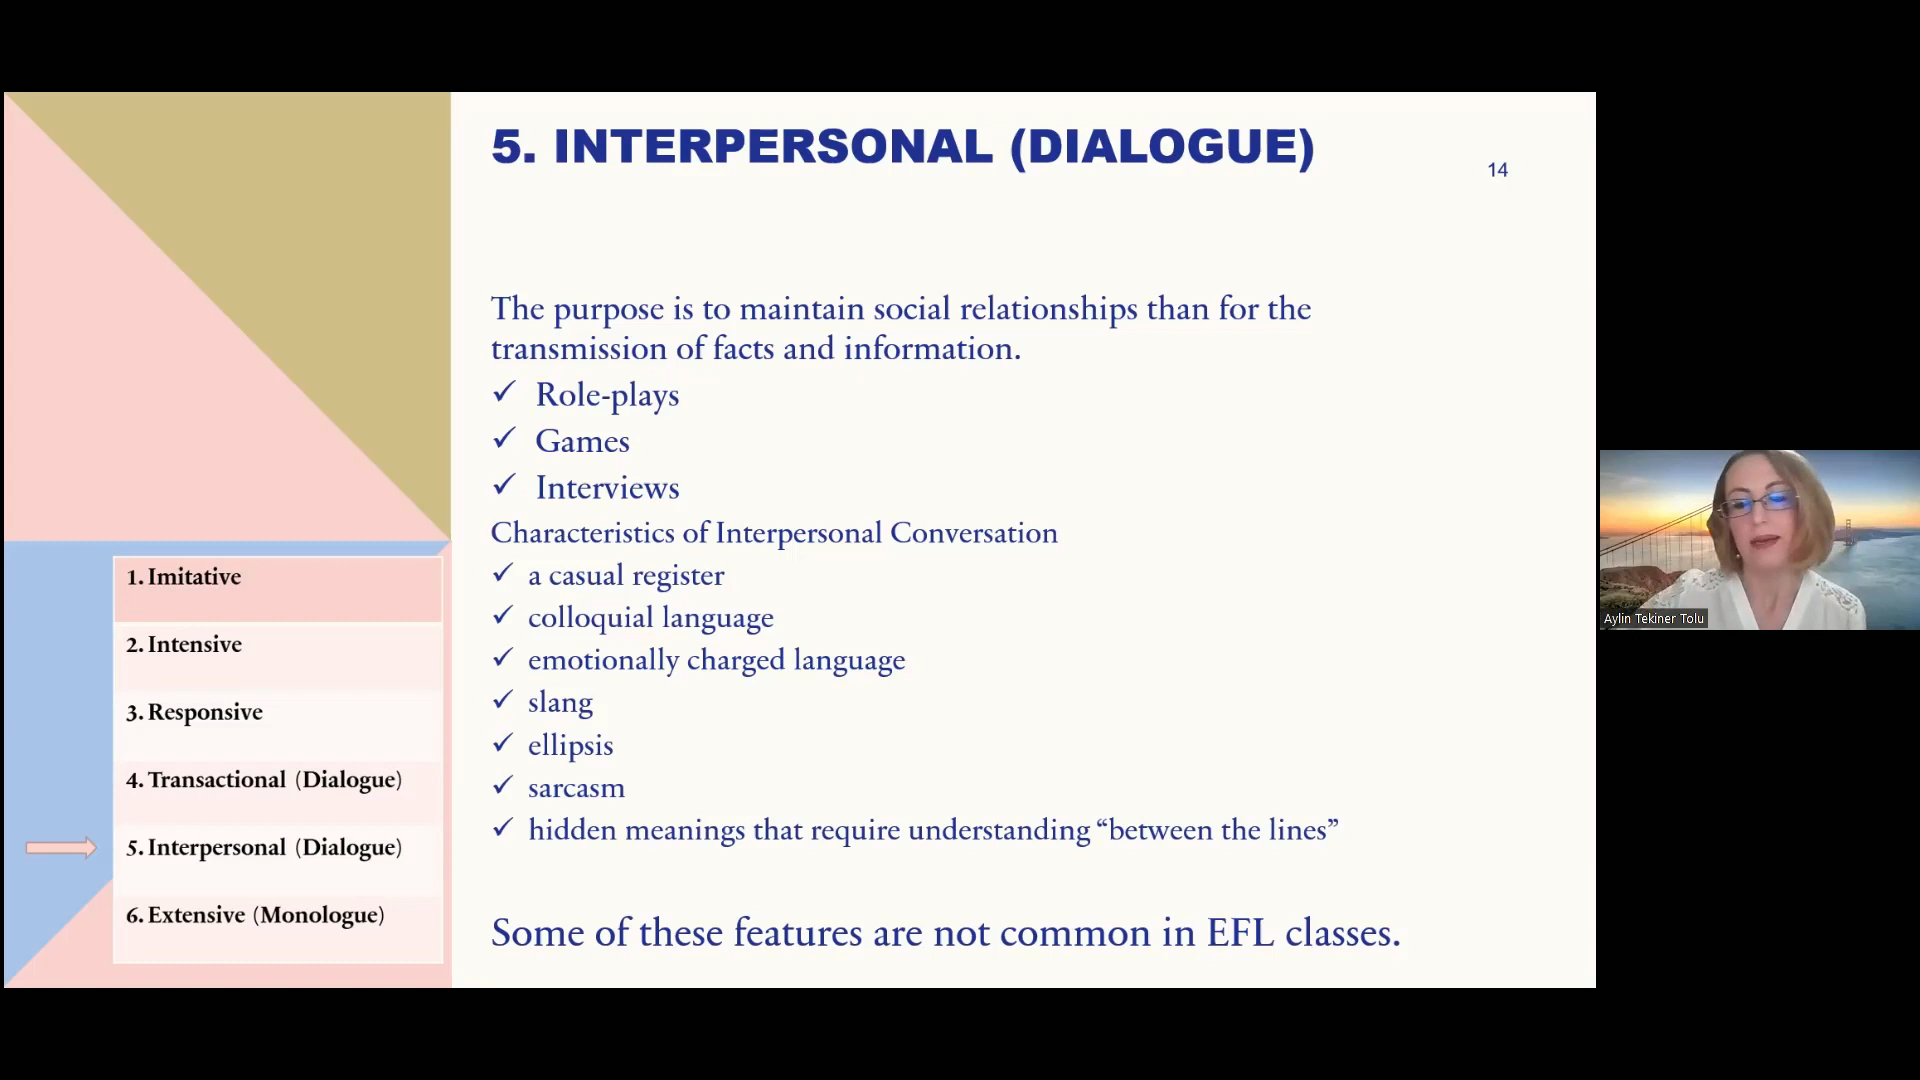 5. INTERPERSONAL (DIALOGUE)
14
The purpose is to maintain social relationships than for the
transmission of facts and information.
✓ Role-plays
✓ Games
✓ Interviews
Characteristics of Interpersonal Conversation
✓ a casual register
✓ colloquial language
✓ emotionally charged language
✓ slang
✓ ellipsis
✓ sarcasm
✓ hidden meanings that require understanding “between the lines”
Some of these features are not common in EFL classes.
1. Imitative
2. Intensive
3. Responsive
4. Transactional (Dialogue)
5. Interpersonal (Dialogue)
6. Extensive (Monologue)
Aylin Tekiner Tolu